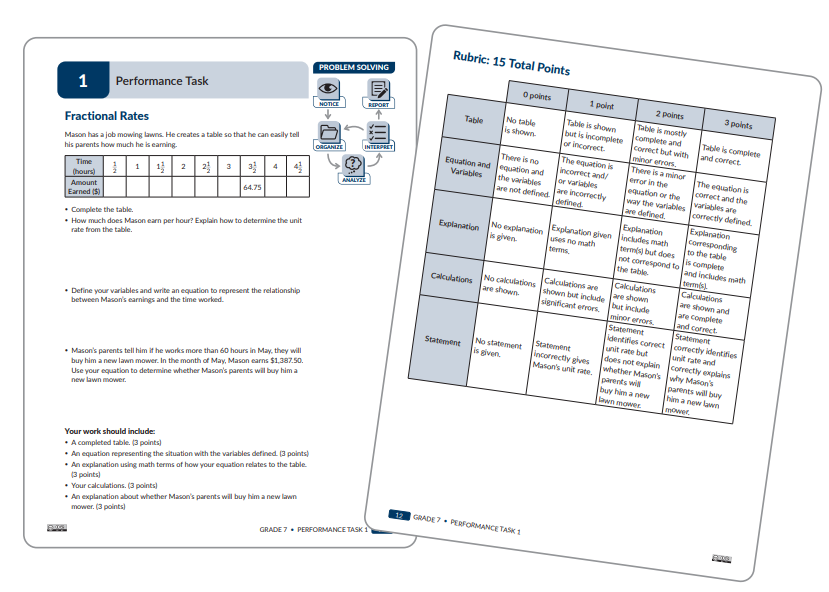 1
Performance Task
PROBLEM SOLVING
NOTICE
REPORT
ORGANIZE
INTERPRET
ANALYZE
Fractional Rates
Mason has a job mowing lawns. He creates a table so that he can easily tell
his parents how much he is earning.
Time (hours) 1/2 1 1 1/2 2 2 1/2 3 3 1/2 4 4 1/2
Amount Earned ($) 64.75
• Complete the table.
• How much does Mason earn per hour? Explain how to determine the unit
rate from the table.
• Define your variables and write an equation to represent the relationship
between Mason's earnings and the time worked.
• Mason's parents tell him if he works more than 60 hours in May, they will
buy him a new lawn mower. In the month of May, Mason earns $1,387.50.
Use your equation to determine whether Mason's parents will buy him a
new lawn mower.
Your work should include:
• A completed table. (3 points)
• An equation representing the situation with the variables defined. (3 points)
• An explanation using math terms of how your equation relates to the table.
(3 points)
• Your calculations. (3 points)
• An explanation about whether Mason's parents will buy him a new lawn
mower. (3 points)
GRADE 7 • PERFORMANCE TASK 1
Rubric: 15 Total Points
0 points 1 point 2 points 3 points
Table
No table
is shown.
Table is shown
but is incomplete
or incorrect.
Table is mostly
complete and
correct but with
minor errors.
Table is complete
and correct.
Equation and
Variables
There is no
equation and
the variables
are not defined.
The equation is
incorrect and/
or variables
are incorrectly
defined.
There is a minor
error in the
equation or the
way the variables
are defined.
The equation is
correct and the
variables are
correctly defined.
Explanation
No explanation
is given.
Explanation given
uses no math
terms.
Explanation
includes math
term(s) but does
not correspond to
the table.
Explanation
corresponding
to the table
is complete
and includes math
term(s).
Calculations
No calculations
are shown.
Calculations are
shown but include
significant errors.
Calculations
are shown
but include
minor errors.
Calculations
are shown and
are complete
and correct.
Statement
No statement
is given.
Statement
incorrectly gives
Mason's unit rate.
Statement
identifies correct
unit rate but
does not explain
whether Mason's
parents will
buy him a new
lawn mower.
Statement
correctly identifies
unit rate and
correctly explains
why Mason's
parents will buy
him a new lawn
mower.
12 GRADE 7 • PERFORMANCE TASK 1